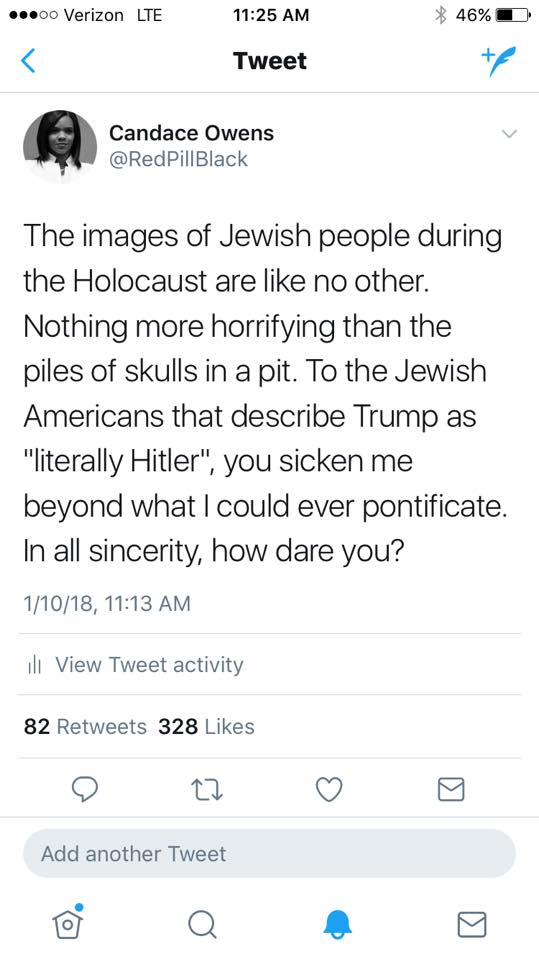 Verizon LTE 11:25 AM 46%
Tweet
Candace Owens
@RedPillBlack
The images of Jewish people during
the Holocaust are like no other.
Nothing more horrifying than the
piles of skulls in a pit. To the Jewish
Americans that describe Trump as
"literally Hitler", you sicken me
beyond what I could ever pontificate.
In all sincerity, how dare you?
1/10/18, 11:13 AM
View Tweet activity
82 Retweets 328 Likes
Add another Tweet